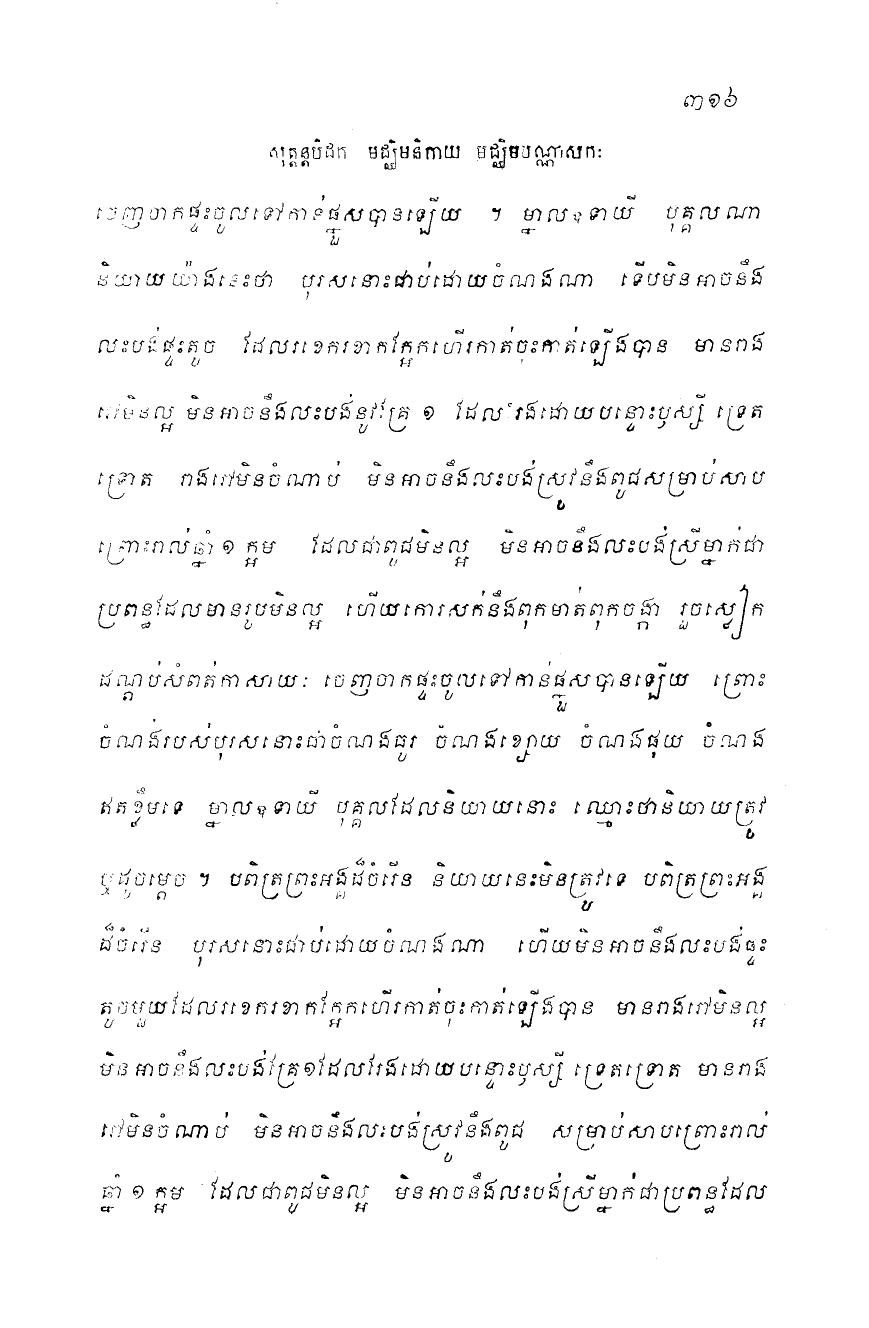 ៣១៦
សុត្តន្តបិដក មជ្ឈិមនិកាយ មជ្ឈិមបណ្ណាសកៈ
ចេញចាកផ្ទះចូលទៅកាន់ផ្នួសបានឡើយ ។ ម្នាលឧទាយី បុគ្គលណា
និយាយយ៉ាងនេះថា បុរសនោះជាប់ដោយចំណងណា ទើបមិនអាចនឹង
លះបង់ផ្ទះតូច ដែលរខេករខាកក្អែកហើរកាត់ចុះកាត់ឡើងបាន មានរាង
រៅមិនល្អ មិនអាចនឹងលះបង់នូវគ្រែ ១ ដែលរែងដោយបន្ទោះឫស្សី ទ្រេត
ទ្រោត រាងរៅមិនចំណាប់ មិនអាចនឹងលះបង់ស្រូវនឹងពូជសម្រាប់សាប
ព្រោះរាល់ឆ្នាំ ១ ក្អម ដែលជាពូជមិនល្អ មិនអាចនឹងលះបង់ស្រីម្នាក់ជា
ប្រពន្ធដែលមានរូបមិនល្អ ហើយកោរសក់នឹងពុកមាត់ពុកចង្កា រួចស្លៀក
ដណ្តប់សំពត់កាសាយៈ ចេញចាកផ្ទះចូលទៅកាន់ផ្នួសបានឡើយ ព្រោះ
ចំណង់របស់បុរសនោះជាចំណងធូរ ចំណងខ្សោយ ចំណងផុយ ចំណង
ឥតខ្លឹមទេ ម្នាលឧទាយី បុគ្គលដែលនិយាយនោះ ឈ្មោះថានិយាយត្រូវ
ឬដូចម្តេច ។ បពិត្រព្រះអង្គដ៏ចំរើន និយាយនេះមិនត្រូវទេ បពិត្រព្រះអង្គ
ដ៏ចំរើន បុរសនោះជាប់ដោយចំណងណា ហើយមិនអាចនឹងលះបង់ផ្ទះ
តូចមួយដែលរខេករខាកក្អែកហើរកាត់ចុះកាត់ឡើងបាន មានរាងរៅមិនល្អ
មិនអាចនឹងលះបង់គ្រែ១ដែលរែងដោយបន្ទោះឫស្សី ទ្រេតទ្រោត មានរាង
រៅមិនចំណាប់ មិនអាចនឹងលះបង់ស្រូវនឹងពូជ សម្រាប់សាបព្រោះរាល់
ឆ្នាំ ១ ក្អម ដែលជាពូជមិនល្អ មិនអាចនឹងលះបង់ស្រីម្នាក់ជាប្រពន្ធដែល